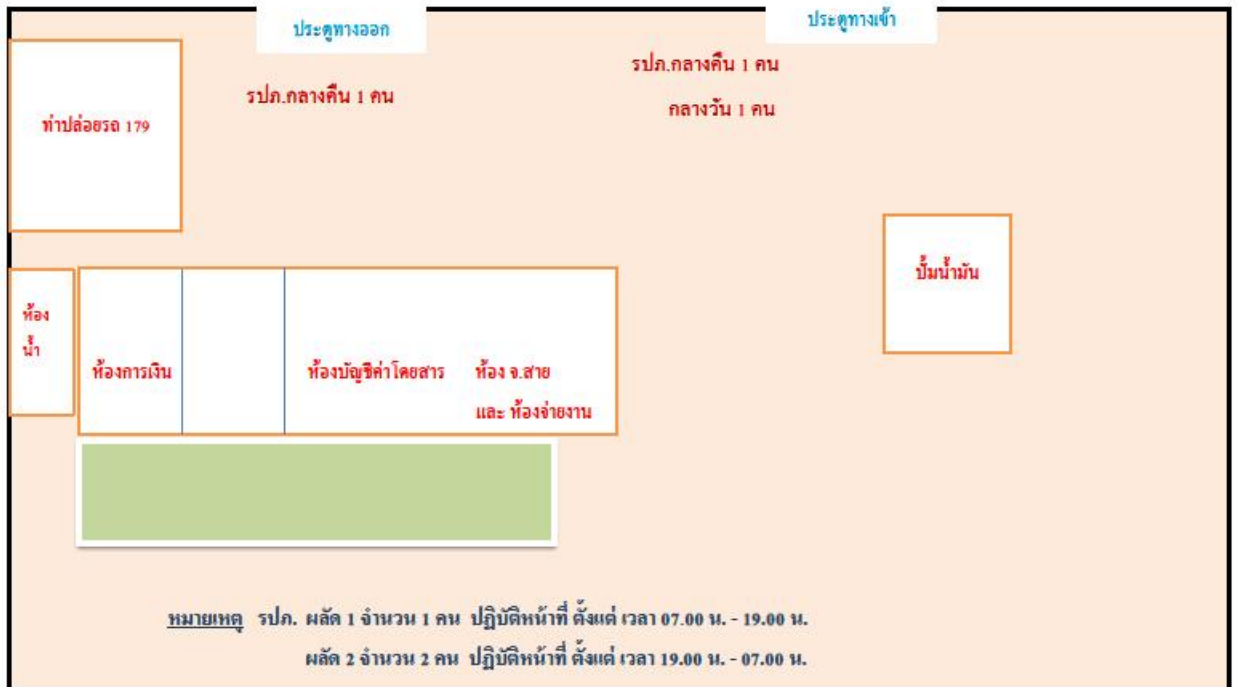 ประตูทางออก
ประตูทางเข้า
รปภ.กลางคืน 1 คน
กลางวัน 1 คน
รปภ.กลางคืน 1 คน
ท่าปล่อยรถ 179
ปั๊มน้ำมัน
ห้อง
น้ำ
ห้องการเงิน
ห้องบัญชีค่าโดยสาร
ห้อง จ.สาย
และ ห้องจ่ายงาน
หมายเหตุ รปภ. ผลัด 1 จำนวน 1 คน ปฏิบัติหน้าที่ ตั้งแต่ เวลา 07.00 น. - 19.00 น.
ผลัด 2 จำนวน 2 คน ปฏิบัติหน้าที่ ตั้งแต่ เวลา 19.00 น. - 07.00 น.